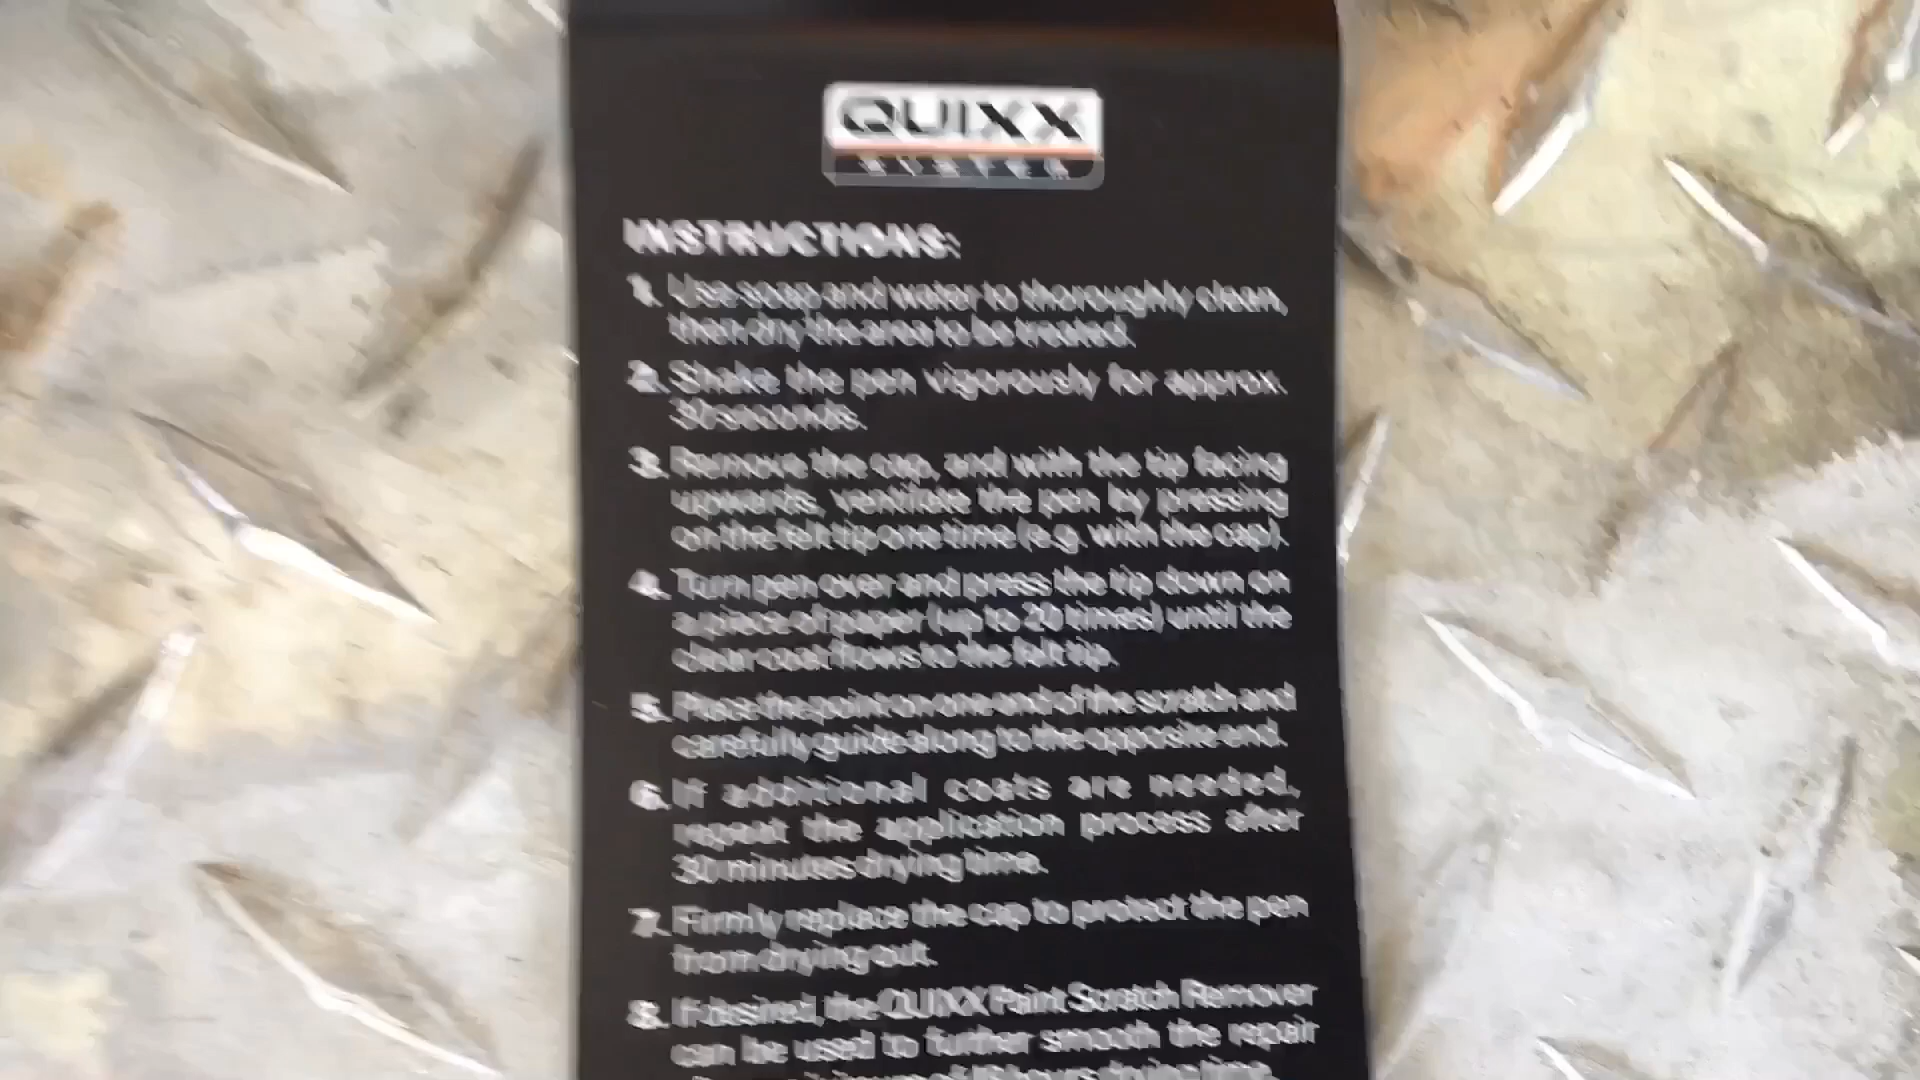 QUIXX
SYSTEM
INSTRUCTIONS:
1. Use soap and water to thoroughly clean,
then dry the area to be treated.
2. Shake the pen vigorously for approx.
30 seconds.
3. Remove the cap, and with the tip facing
upwards, ventilate the pen by pressing
on the felt tip one time (e.g. with the cap).
4. Turn pen over and press the tip down on
a piece of paper (up to 20 times) until the
clear coat flows to the felt tip.
5. Place the point on one end of the scratch and
carefully guide along to the opposite end.
6. If additional coats are needed,
repeat the application process after
30 minutes drying time.
7. Firmly replace the cap to protect the pen
from drying out.
8. If desired, the QUIXX Paint Scratch Remover
can be used to further smooth the repair
drying time.